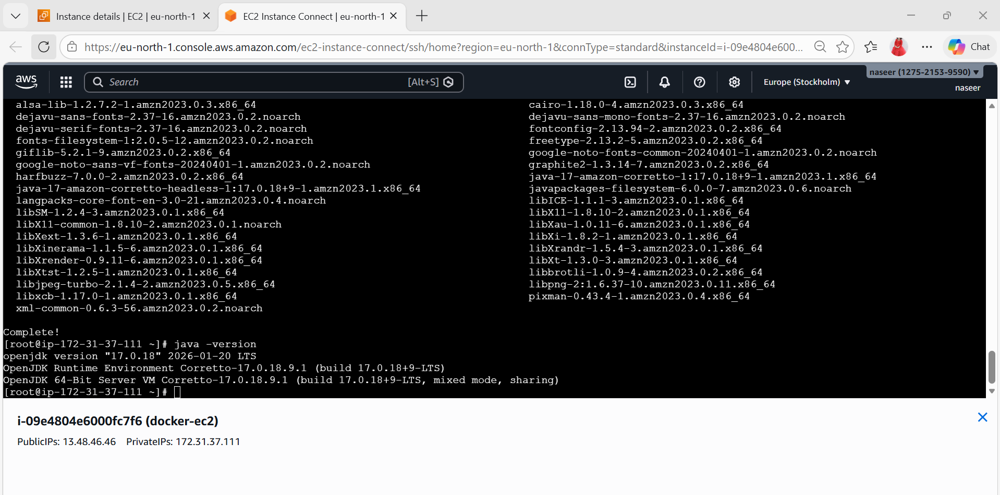 Instance details | EC2 | eu-north-1
EC2 Instance Connect | eu-north-1
https://eu-north-1.console.aws.amazon.com/ec2-instance-connect/ssh/home?region=eu-north-1&connType=standard&instanceId=i-09e4804e600...
Chat
aws
Search
[Alt+S]
Europe (Stockholm)
naseer (1275-2153-9590)
naseer
alsa-lib-1.2.7.2-1.amzn2023.0.3.x86_64 cairo-1.18.0-4.amzn2023.0.3.x86_64
dejavu-sans-fonts-2.37-16.amzn2023.0.2.noarch dejavu-sans-mono-fonts-2.37-16.amzn2023.0.2.noarch
dejavu-serif-fonts-2.37-16.amzn2023.0.2.noarch fontconfig-2.13.94-2.amzn2023.0.2.x86_64
fonts-filesystem-1:2.0.5-12.amzn2023.0.2.noarch freetype-2.13.2-5.amzn2023.0.2.x86_64
giflib-5.2.1-9.amzn2023.0.2.x86_64 google-noto-fonts-common-20240401-1.amzn2023.0.2.noarch
google-noto-sans-vf-fonts-20240401-1.amzn2023.0.2.noarch graphite2-1.3.14-7.amzn2023.0.2.x86_64
harfbuzz-7.0.0-2.amzn2023.0.2.x86_64 java-17-amazon-corretto-1:17.0.18+9-1.amzn2023.1.x86_64
java-17-amazon-corretto-headless-1:17.0.18+9-1.amzn2023.1.x86_64 javapackages-filesystem-6.0.0-7.amzn2023.0.6.noarch
langpacks-core-font-en-3.0-21.amzn2023.0.4.noarch libICE-1.1.1-3.amzn2023.0.1.x86_64
libSM-1.2.4-3.amzn2023.0.1.x86_64 libX11-1.8.10-2.amzn2023.0.1.x86_64
libX11-common-1.8.10-2.amzn2023.0.1.noarch libXau-1.0.11-6.amzn2023.0.1.x86_64
libXext-1.3.6-1.amzn2023.0.1.x86_64 libXi-1.8.2-1.amzn2023.0.1.x86_64
libXinerama-1.1.5-6.amzn2023.0.1.x86_64 libXrandr-1.5.4-3.amzn2023.0.1.x86_64
libXrender-0.9.11-6.amzn2023.0.1.x86_64 libXt-1.3.0-3.amzn2023.0.1.x86_64
libXtst-1.2.5-1.amzn2023.0.1.x86_64 libbrotli-1.0.9-4.amzn2023.0.2.x86_64
libjpeg-turbo-2.1.4-2.amzn2023.0.5.x86_64 libpng-2:1.6.37-10.amzn2023.0.11.x86_64
libxcb-1.17.0-1.amzn2023.0.1.x86_64 pixman-0.43.4-1.amzn2023.0.4.x86_64
xml-common-0.6.3-56.amzn2023.0.2.noarch
Complete!
[root@ip-172-31-37-111 ~]# java -version
openjdk version "17.0.18" 2026-01-20 LTS
OpenJDK Runtime Environment Corretto-17.0.18.9.1 (build 17.0.18+9-LTS)
OpenJDK 64-Bit Server VM Corretto-17.0.18.9.1 (build 17.0.18+9-LTS, mixed mode, sharing)
[root@ip-172-31-37-111 ~]#
i-09e4804e6000fc7f6 (docker-ec2)
PublicIPs: 13.48.46.46 PrivateIPs: 172.31.37.111